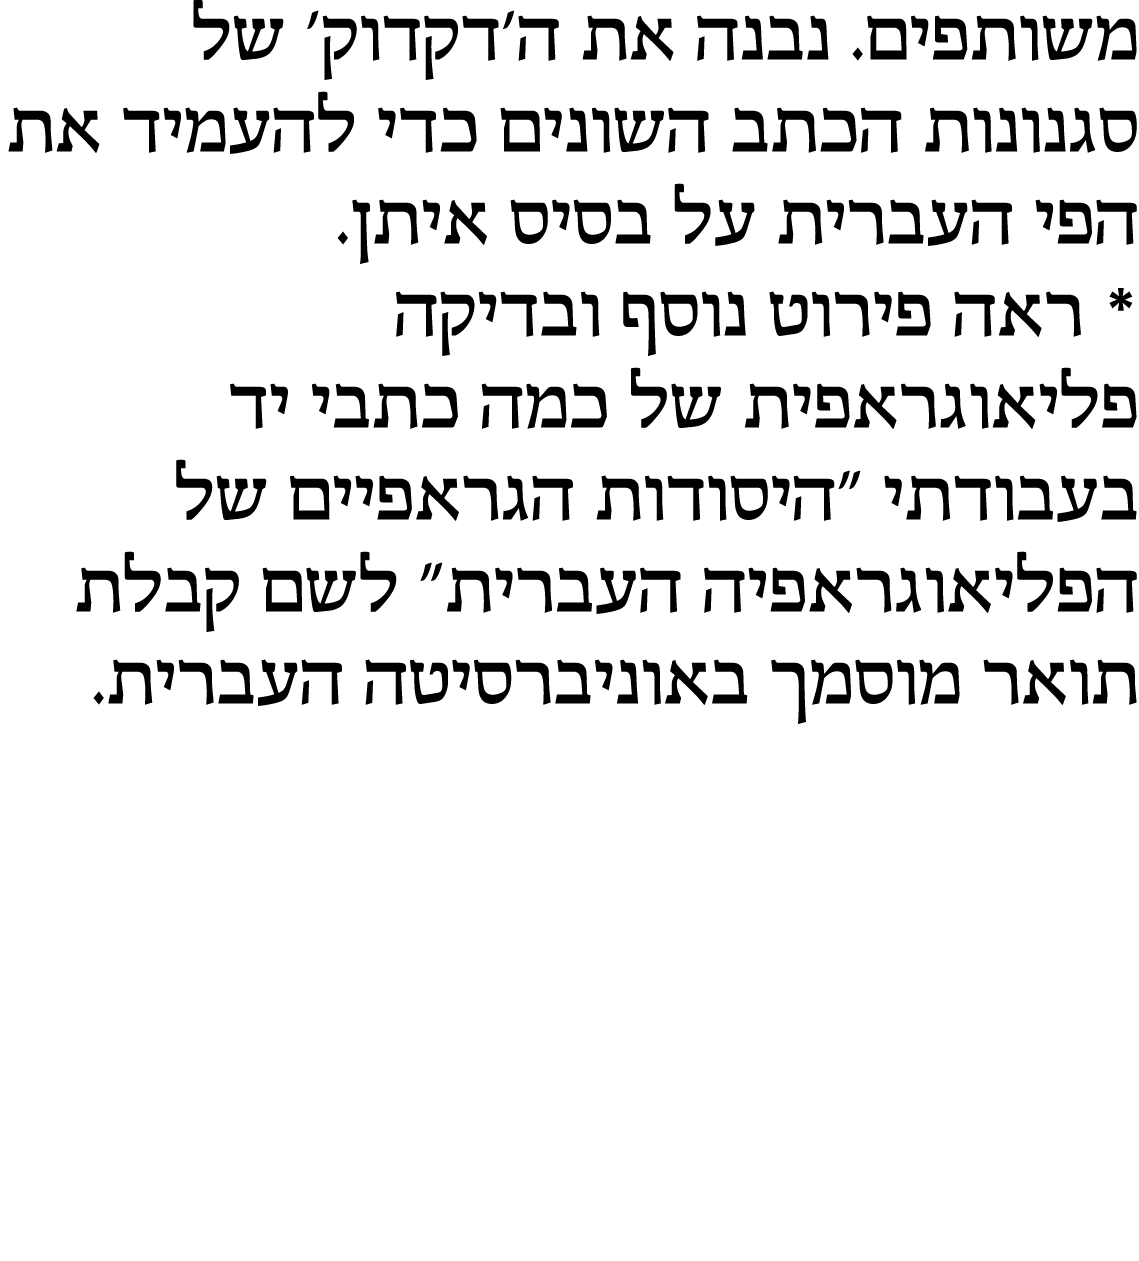 משותפים. נבנה את ה׳דקדוק׳ של
סגנונות הכתב השונים כדי להעמיד את
הפי העברית על בסיס איתן.
* ראה פירוט נוסף ובדיקה
פליאוגראפית של כמה כתבי יד
בעבודתי ״היסודות הגראפיים של
הפליאוגראפיה העברית״ לשם קבלת
תואר מוסמך באוניברסיטה העברית.